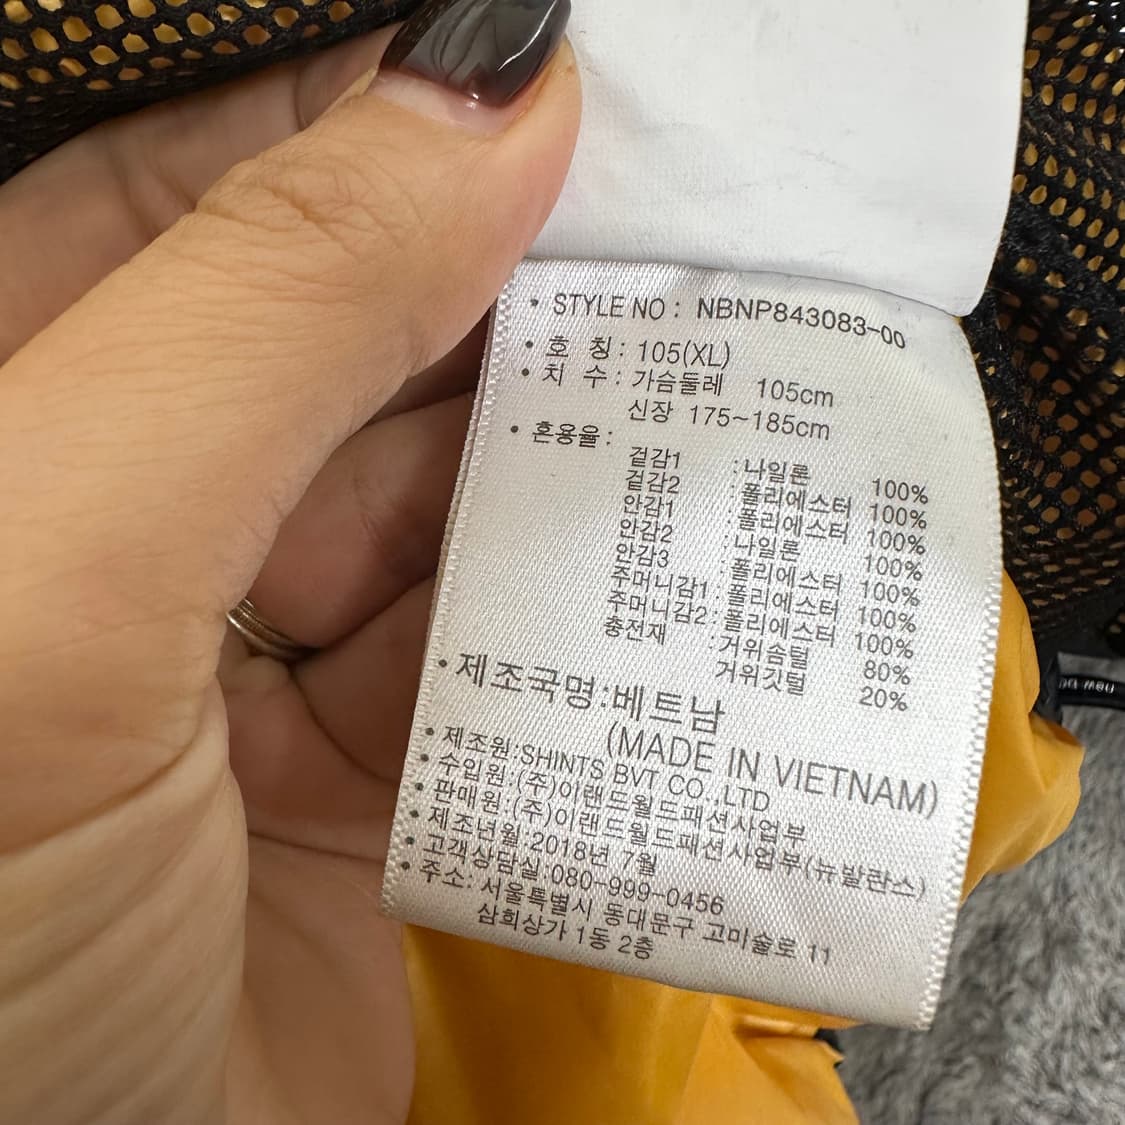 • STYLE NO : NBNP843083-00
• 호 칭 : 105(XL)
• 치 수 : 가슴둘레 105cm
신장 175~185cm
• 혼용율 :
겉감1 : 나일론 100%
겉감2 : 폴리에스터 100%
안감1 : 폴리에스터 100%
안감2 : 나일론 100%
안감3 : 폴리에스터 100%
주머니감1 : 폴리에스터 100%
주머니감2 : 폴리에스터 100%
충전재 : 거위솜털 80%
거위깃털 20%
• 제조국명:베트남
(MADE IN VIETNAM)
• 제조원:SHINTS BVT CO.,LTD
• 수입원:(주)이랜드월드패션사업부
• 판매원:(주)이랜드월드패션사업부(뉴발란스)
• 제조년월:2018년 7월
• 고객상담실:080-999-0456
• 주소: 서울특별시 동대문구 고미술로 11
삼희상가 1동 2층